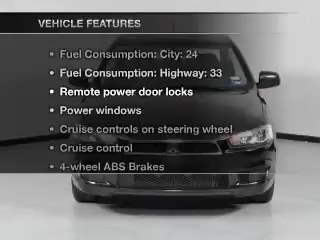 VEHICLE FEATURES
• Fuel Consumption: City: 24
• Fuel Consumption: Highway: 33
• Remote power door locks
• Power windows
• Cruise controls on steering wheel
• Cruise control
• 4-wheel ABS Brakes